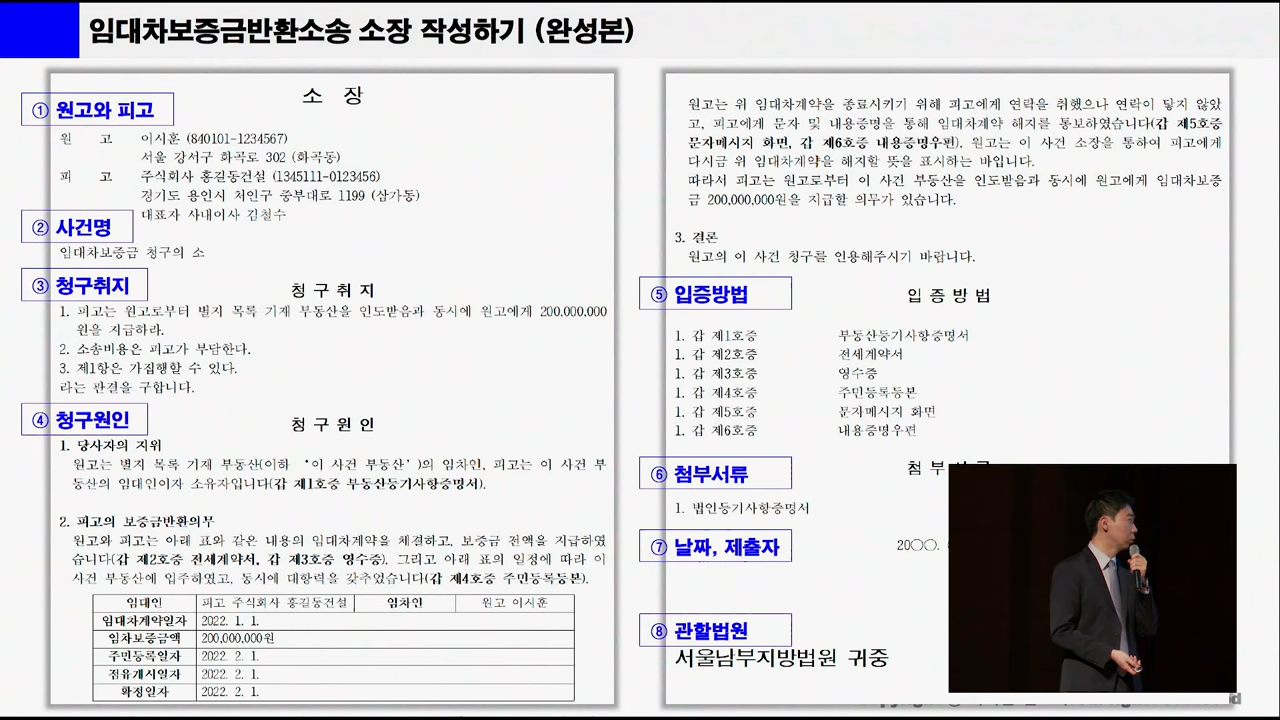 임대차보증금반환소송 소장 작성하기 (완성본)
소 장
① 원고와 피고
원 고 이시훈 (840101-1234567)
서울 강서구 화곡로 302 (화곡동)
피 고 주식회사 홍길동건설 (1345111-0123456)
경기도 용인시 처인구 중부대로 1199 (삼가동)
대표자 사내이사 김철수
② 사건명
임대차보증금 청구의 소
③ 청구취지
청 구 취 지
1. 피고는 원고로부터 별지 목록 기재 부동산을 인도받음과 동시에 원고에게 200,000,000
원을 지급하라.
2. 소송비용은 피고가 부담한다.
3. 제1항은 가집행할 수 있다.
라는 판결을 구합니다.
④ 청구원인
청 구 원 인
1. 당사자의 지위
원고는 별지 목록 기재 부동산(이하 ‘이 사건 부동산’)의 임차인, 피고는 이 사건 부
동산의 임대인이자 소유자입니다(갑 제1호증 부동산등기사항증명서).
2. 피고의 보증금반환의무
원고와 피고는 아래 표와 같은 내용의 임대차계약을 체결하고, 보증금 전액을 지급하였
습니다(갑 제2호증 전세계약서, 갑 제3호증 영수증). 그리고 아래 표의 일정에 따라 이
사건 부동산에 입주하였고, 동시에 대항력을 갖추었습니다(갑 제4호증 주민등록등본).
임대인 피고 주식회사 홍길동건설 임차인 원고 이시훈
임대차계약일자 2022. 1. 1.
임차보증금액 200,000,000원
주민등록일자 2022. 2. 1.
점유개시일자 2022. 2. 1.
확정일자 2022. 2. 1.
원고는 위 임대차계약을 종료시키기 위해 피고에게 연락을 취했으나 연락이 닿지 않았
고, 피고에게 문자 및 내용증명을 통해 임대차계약 해지를 통보하였습니다(갑 제5호증
문자메시지 화면, 갑 제6호증 내용증명우편). 원고는 이 사건 소장을 통하여 피고에게
다시금 위 임대차계약을 해지할 뜻을 표시하는 바입니다.
따라서 피고는 원고로부터 이 사건 부동산을 인도받음과 동시에 원고에게 임대차보증
금 200,000,000원을 지급할 의무가 있습니다.
3. 결론
원고의 이 사건 청구를 인용해주시기 바랍니다.
⑤ 입증방법
입 증 방 법
1. 갑 제1호증 부동산등기사항증명서
1. 갑 제2호증 전세계약서
1. 갑 제3호증 영수증
1. 갑 제4호증 주민등록등본
1. 갑 제5호증 문자메시지 화면
1. 갑 제6호증 내용증명우편
⑥ 첨부서류
첨 부
1. 법인등기사항증명서
⑦ 날짜, 제출자
20○○.
⑧ 관할법원
서울남부지방법원 귀중